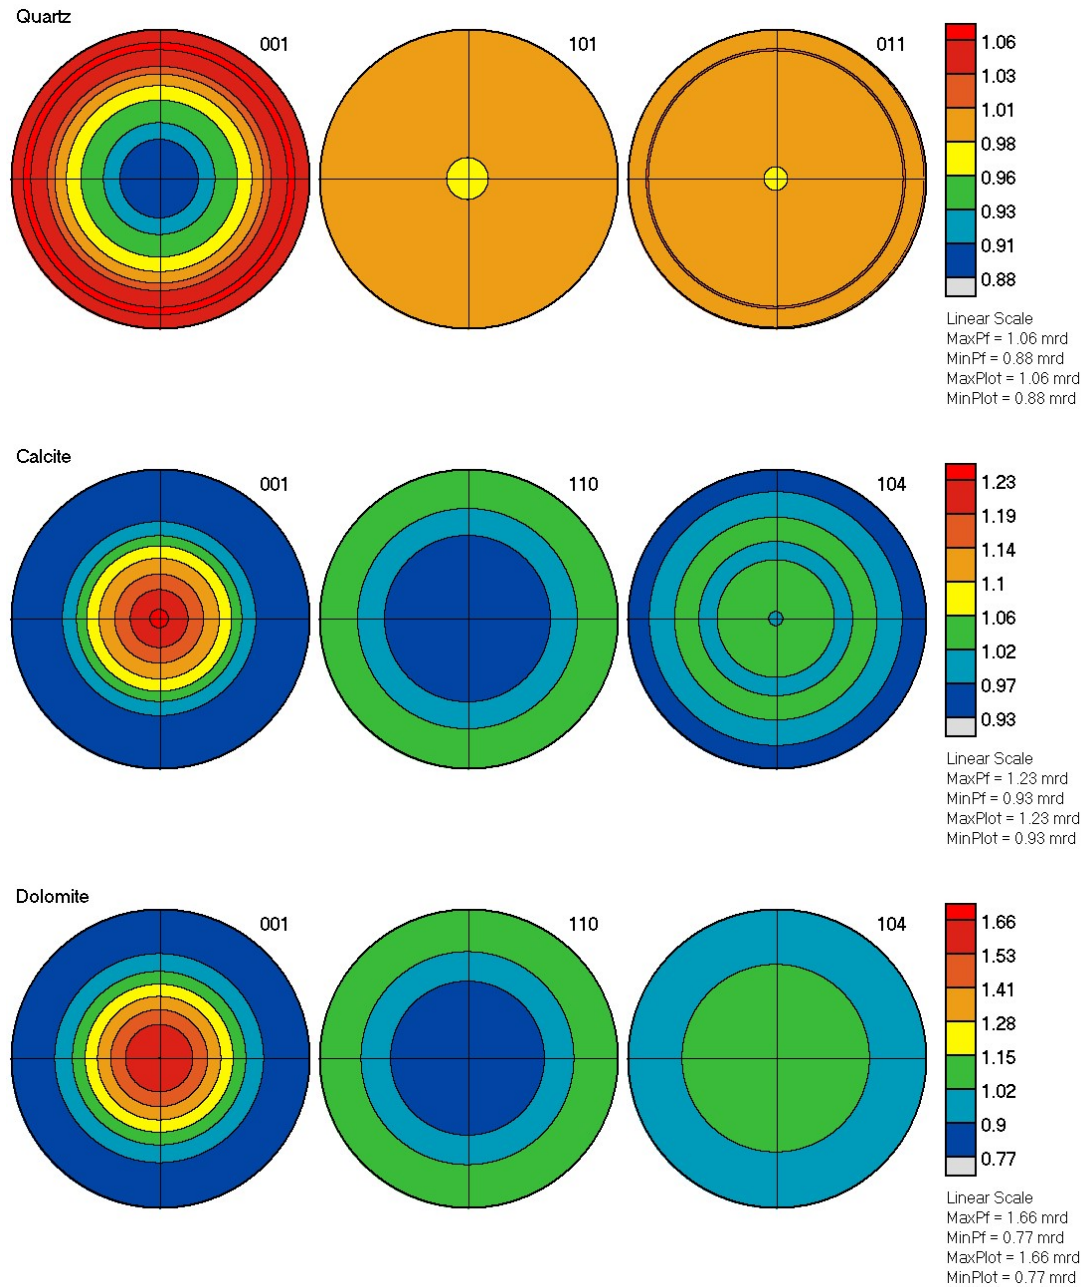 Quartz
001
101
011
1.06
1.03
1.01
0.98
0.96
0.93
0.91
0.88
Linear Scale
MaxPf = 1.06 mrd
MinPf = 0.88 mrd
MaxPlot = 1.06 mrd
MinPlot = 0.88 mrd
Calcite
001
110
104
1.23
1.19
1.14
1.1
1.06
1.02
0.97
0.93
Linear Scale
MaxPf = 1.23 mrd
MinPf = 0.93 mrd
MaxPlot = 1.23 mrd
MinPlot = 0.93 mrd
Dolomite
001
110
104
1.66
1.53
1.41
1.28
1.15
1.02
0.9
0.77
Linear Scale
MaxPf = 1.66 mrd
MinPf = 0.77 mrd
MaxPlot = 1.66 mrd
MinPlot = 0.77 mrd